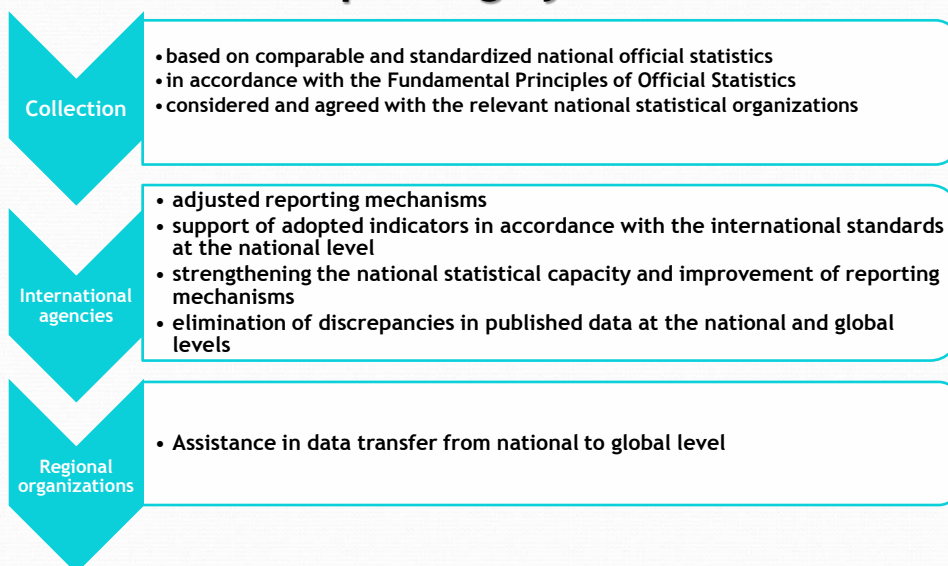 Collection
•based on comparable and standardized national official statistics
•in accordance with the Fundamental Principles of Official Statistics
•considered and agreed with the relevant national statistical organizations
International
agencies
• adjusted reporting mechanisms
• support of adopted indicators in accordance with the international standards
at the national level
• strengthening the national statistical capacity and improvement of reporting
mechanisms
• elimination of discrepancies in published data at the national and global
levels
Regional
organizations
• Assistance in data transfer from national to global level